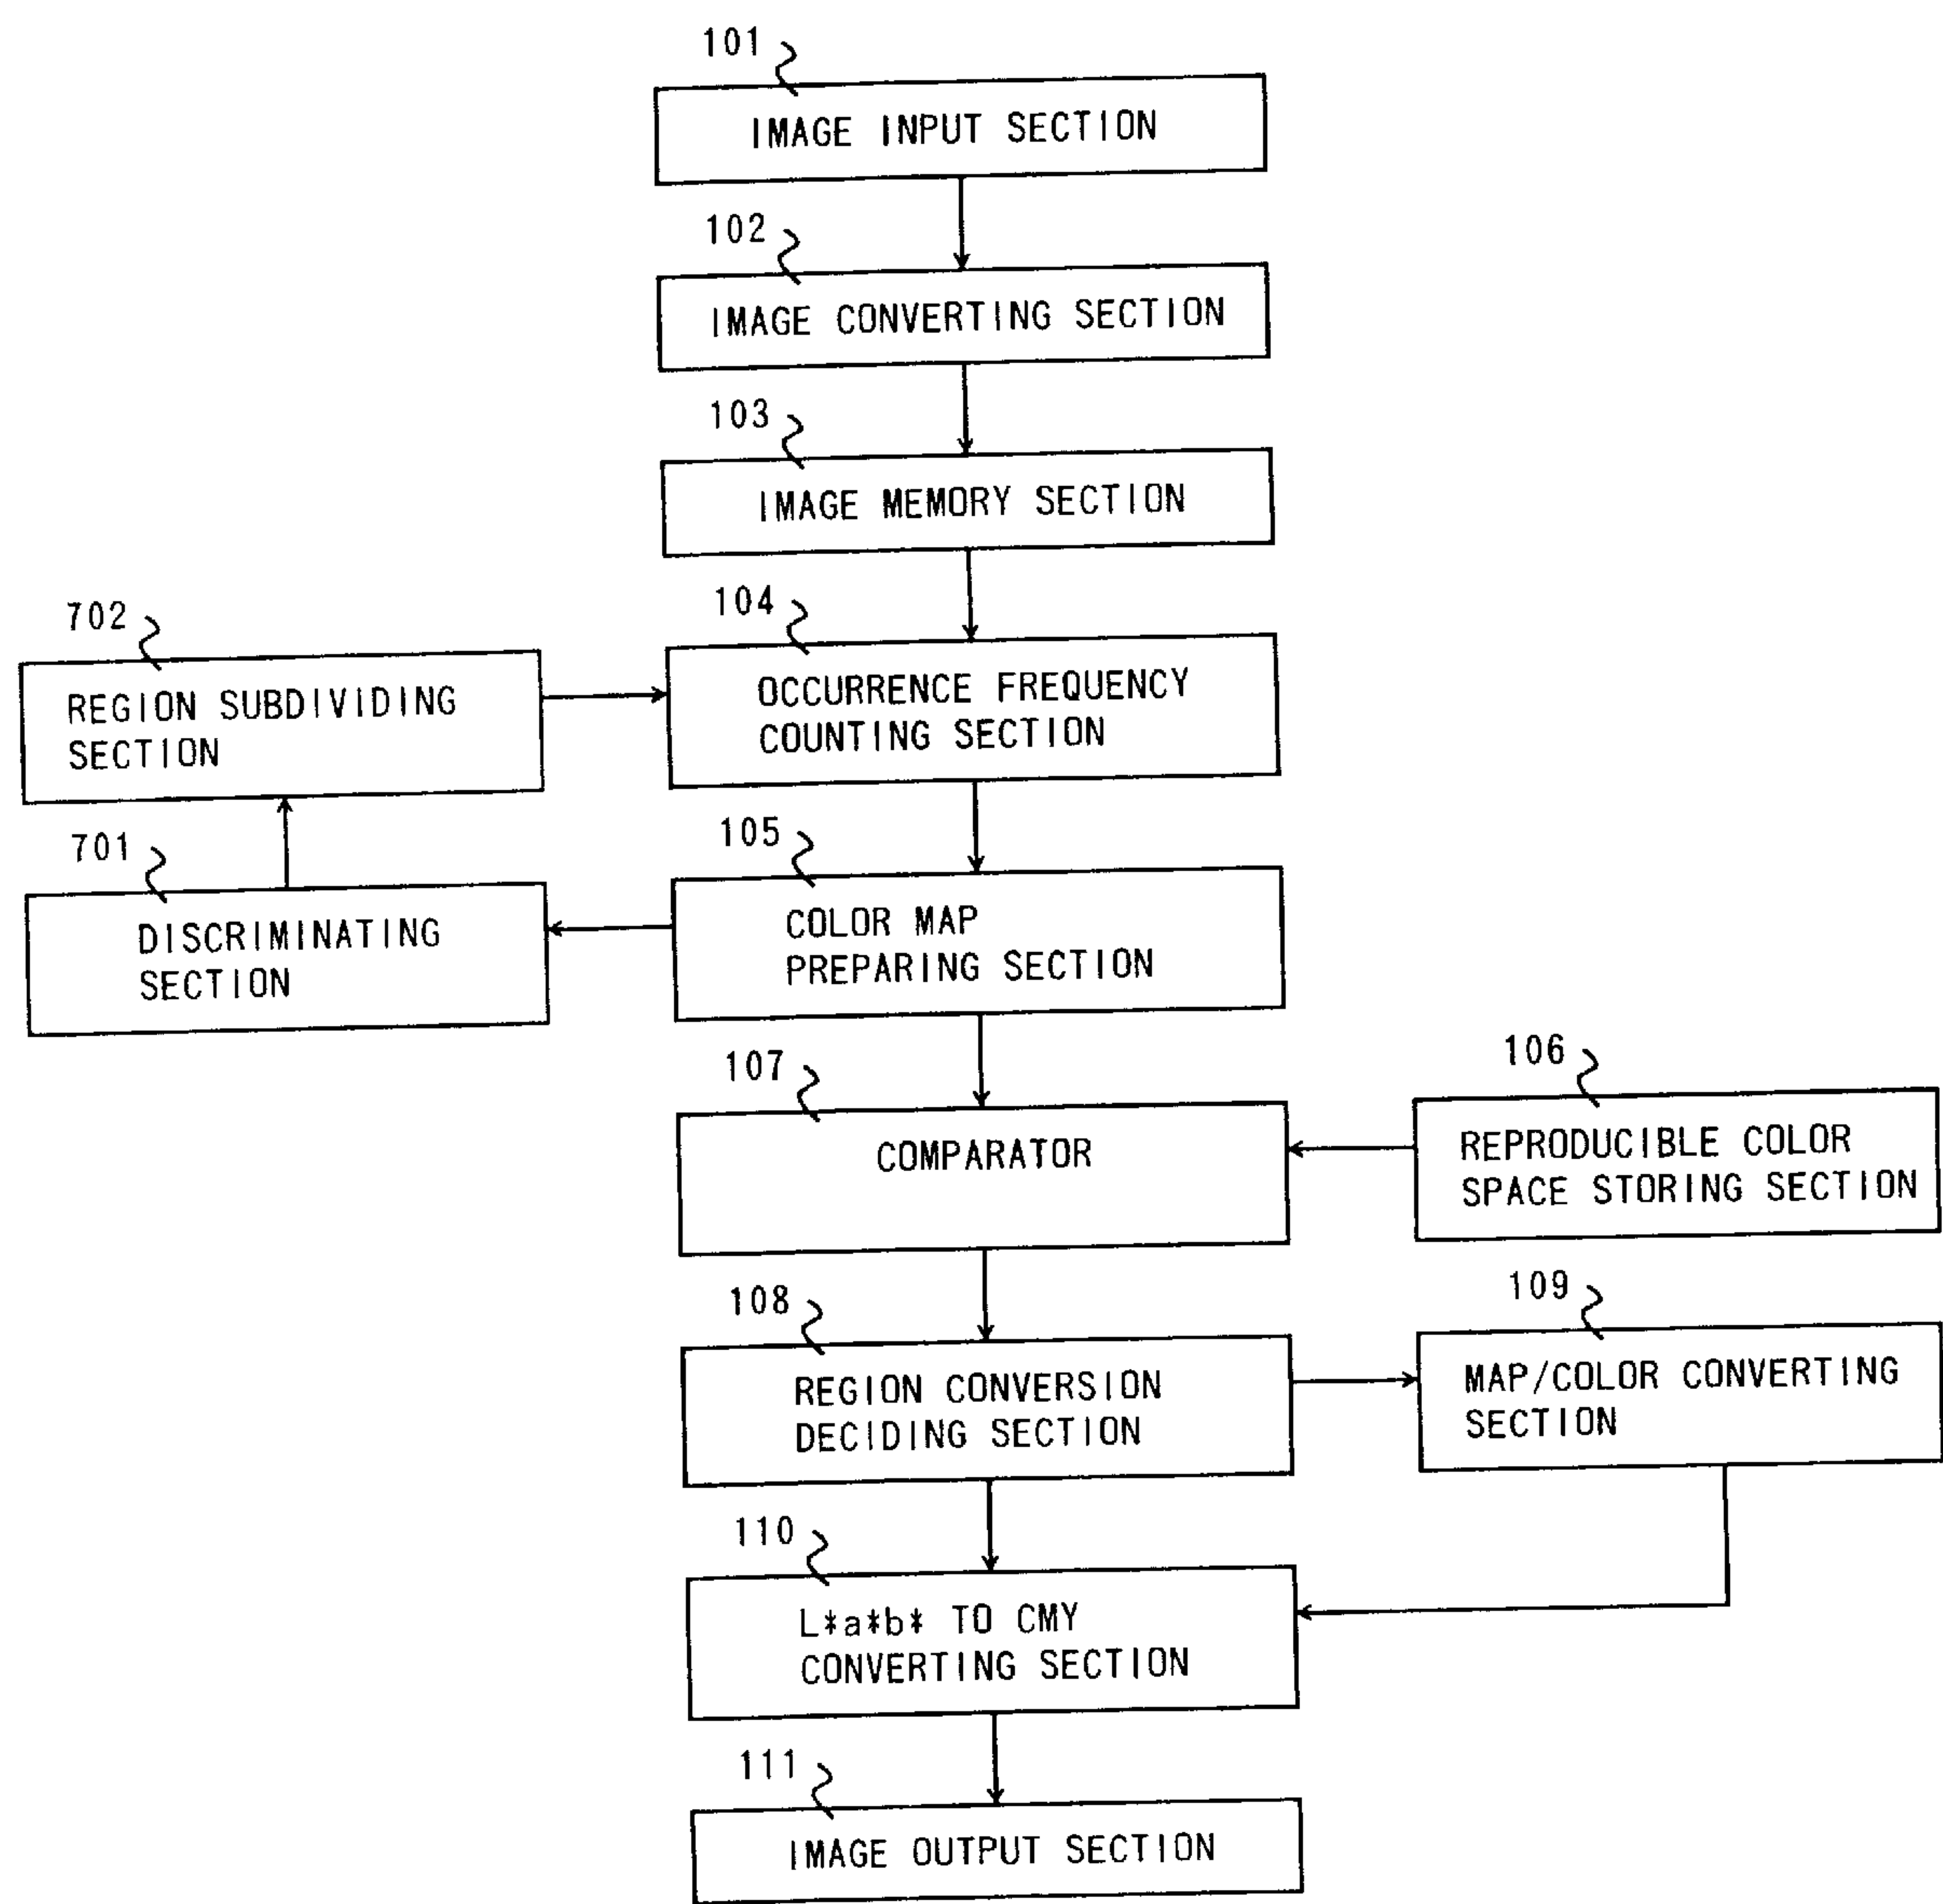 101
IMAGE INPUT SECTION
102
IMAGE CONVERTING SECTION
103
IMAGE MEMORY SECTION
702
REGION SUBDIVIDING
SECTION
104
OCCURRENCE FREQUENCY
COUNTING SECTION
701
DISCRIMINATING
SECTION
105
COLOR MAP
PREPARING SECTION
107
COMPARATOR
106
REPRODUCIBLE COLOR
SPACE STORING SECTION
108
REGION CONVERSION
DECIDING SECTION
109
MAP/COLOR CONVERTING
SECTION
110
L*a*b* TO CMY
CONVERTING SECTION
111
IMAGE OUTPUT SECTION